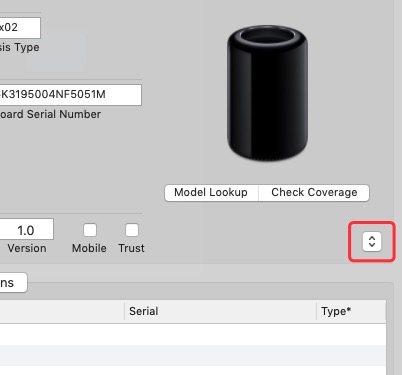 x02
sis Type
K3195004NF5051M
oard Serial Number
Model Lookup Check Coverage
1.0
Version Mobile Trust
ns
Serial Type*